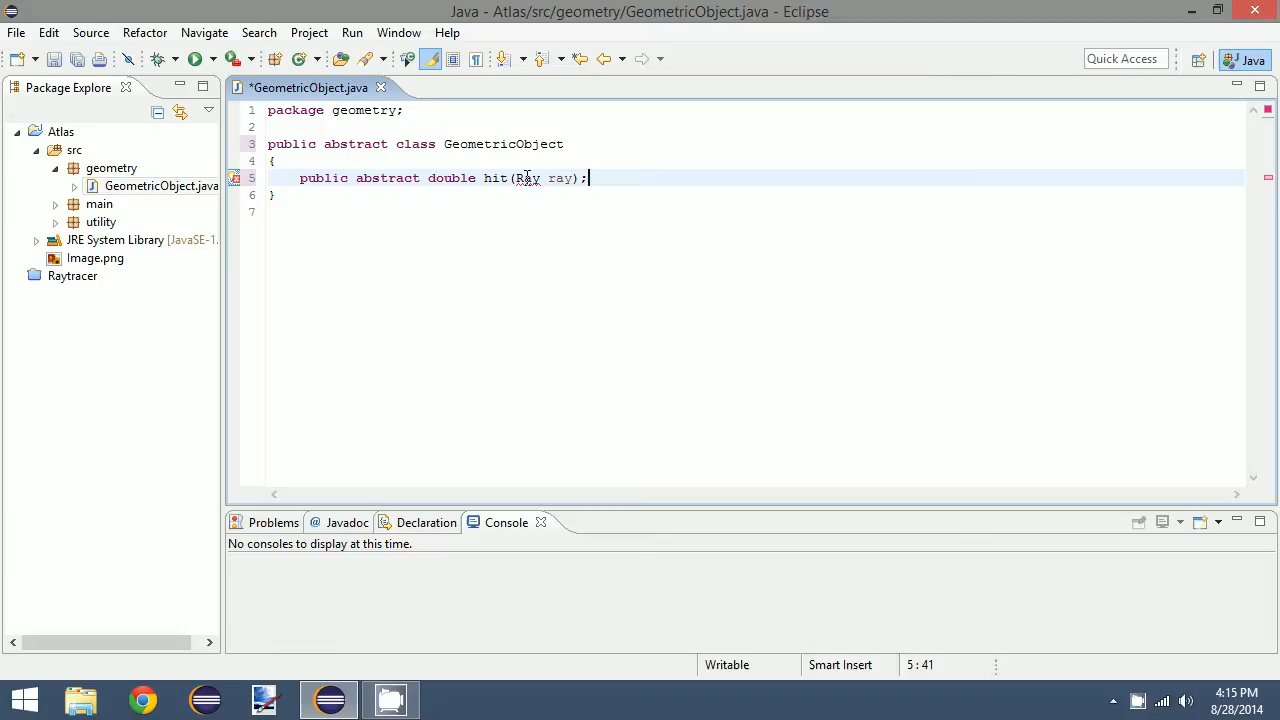 Java - Atlas/src/geometry/GeometricObject.java - Eclipse
File Edit Source Refactor Navigate Search Project Run Window Help
Quick Access
Java
Package Explore
*GeometricObject.java
Atlas
src
geometry
GeometricObject.java
main
utility
JRE System Library [JavaSE-1.
Image.png
Raytracer
1 package geometry;
2
3 public abstract class GeometricObject
4 {
5 public abstract double hit(Ray ray);
6 }
7
Problems @ Javadoc Declaration Console
No consoles to display at this time.
Writable Smart Insert 5 : 41
4:15 PM
8/28/2014